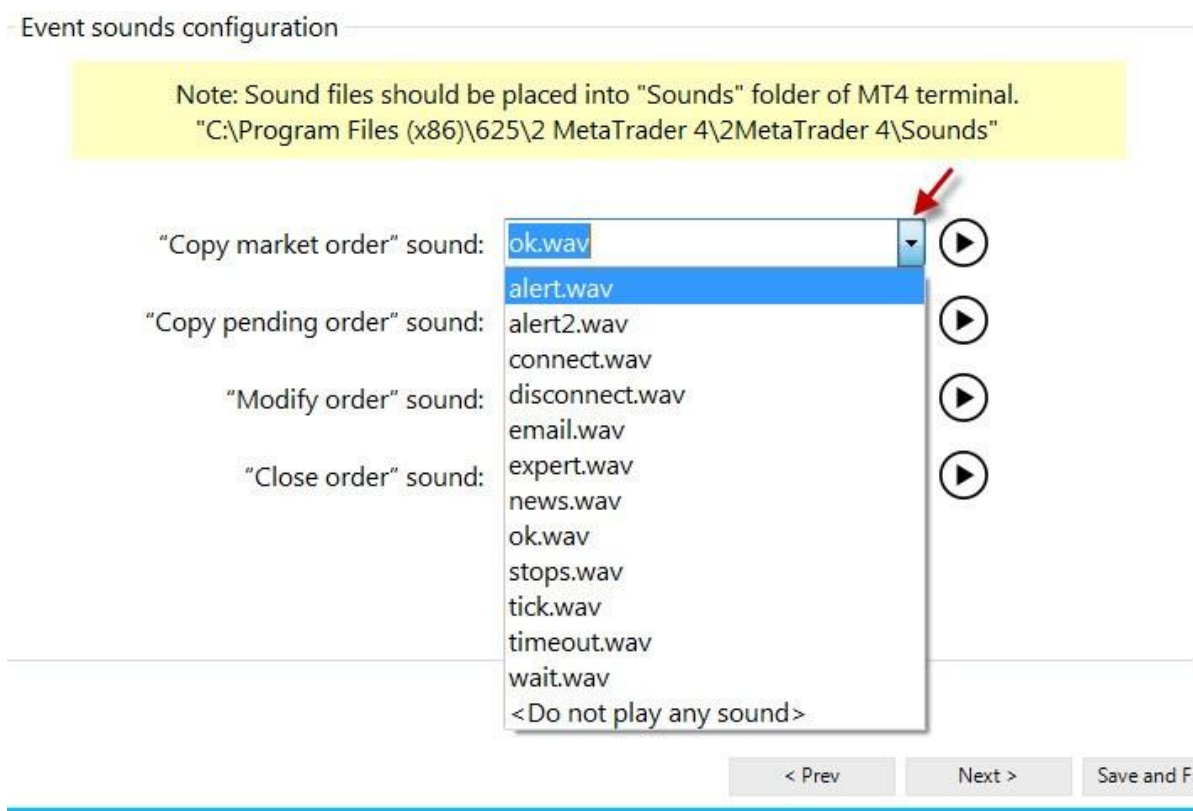 Event sounds configuration
Note: Sound files should be placed into "Sounds" folder of MT4 terminal.
"C:\Program Files (x86)\625\2 MetaTrader 4\2MetaTrader 4\Sounds"
“Copy market order” sound: ok.wav
alert.wav
“Copy pending order” sound: alert2.wav
connect.wav
“Modify order” sound: disconnect.wav
email.wav
“Close order” sound: expert.wav
news.wav
ok.wav
stops.wav
tick.wav
timeout.wav
wait.wav
<Do not play any sound>
< Prev Next > Save and F